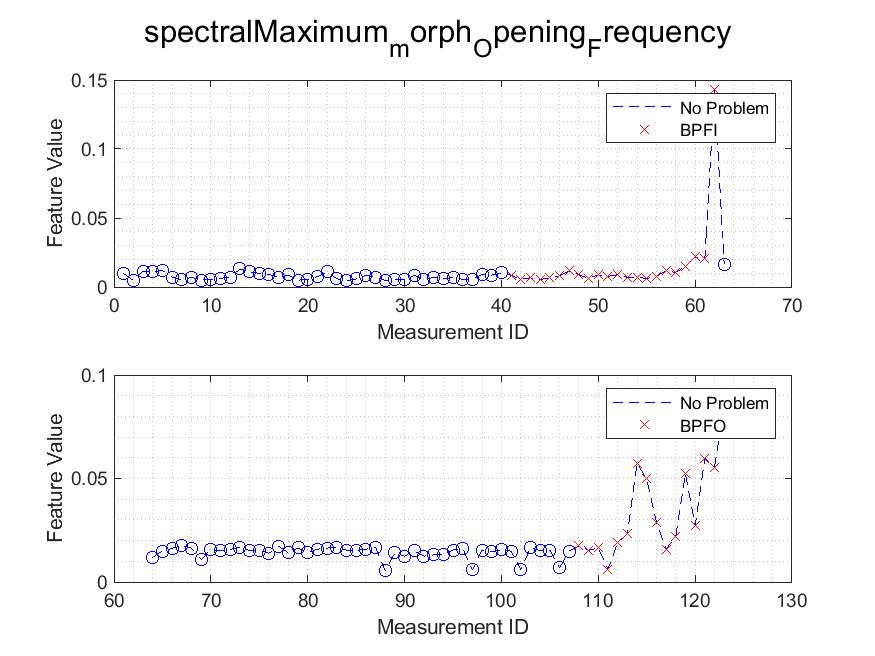 spectralMaximum_morph_Opening_Frequency
0.15
0.1
0.05
0
Feature Value
No Problem
BPFI
0 10 20 30 40 50 60 70
Measurement ID
0.1
0.05
0
Feature Value
No Problem
BPFO
60 70 80 90 100 110 120 130
Measurement ID